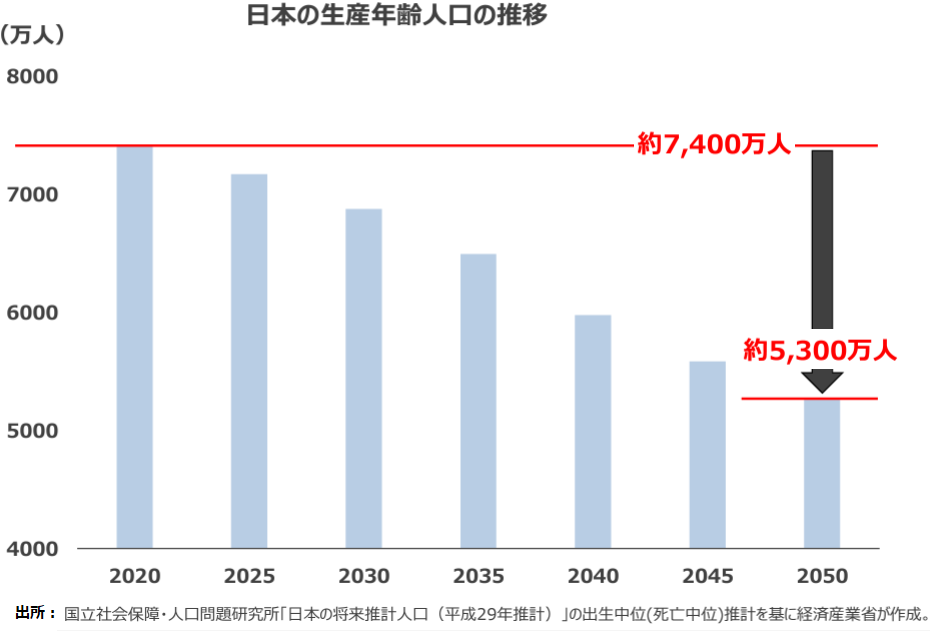 日本の生産年齢人口の推移
（万人）
8000
約7,400万人
7000
6000
約5,300万人
5000
4000
2020 2025 2030 2035 2040 2045 2050
出所： 国立社会保障・人口問題研究所｢日本の将来推計人口（平成29年推計）｣の出生中位(死亡中位)推計を基に経済産業省が作成。